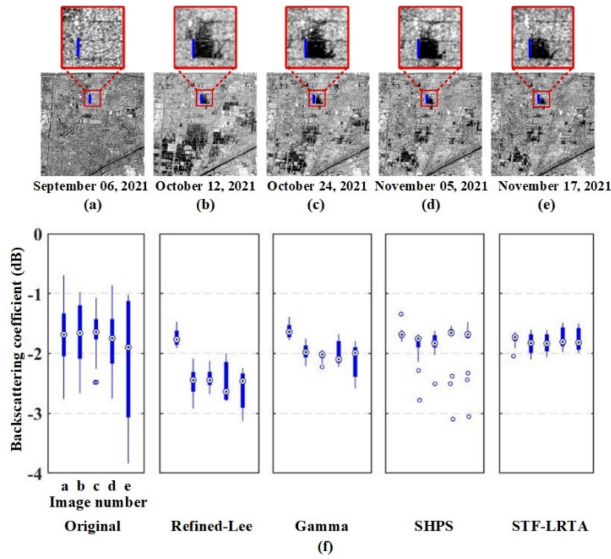 September 06, 2021 October 12, 2021 October 24, 2021 November 05, 2021 November 17, 2021
(a) (b) (c) (d) (e)
Backscattering coefficient (dB)
0
-1
-2
-3
-4
a b c d e
Image number
Original Refined-Lee Gamma SHPS STF-LRTA
(f)